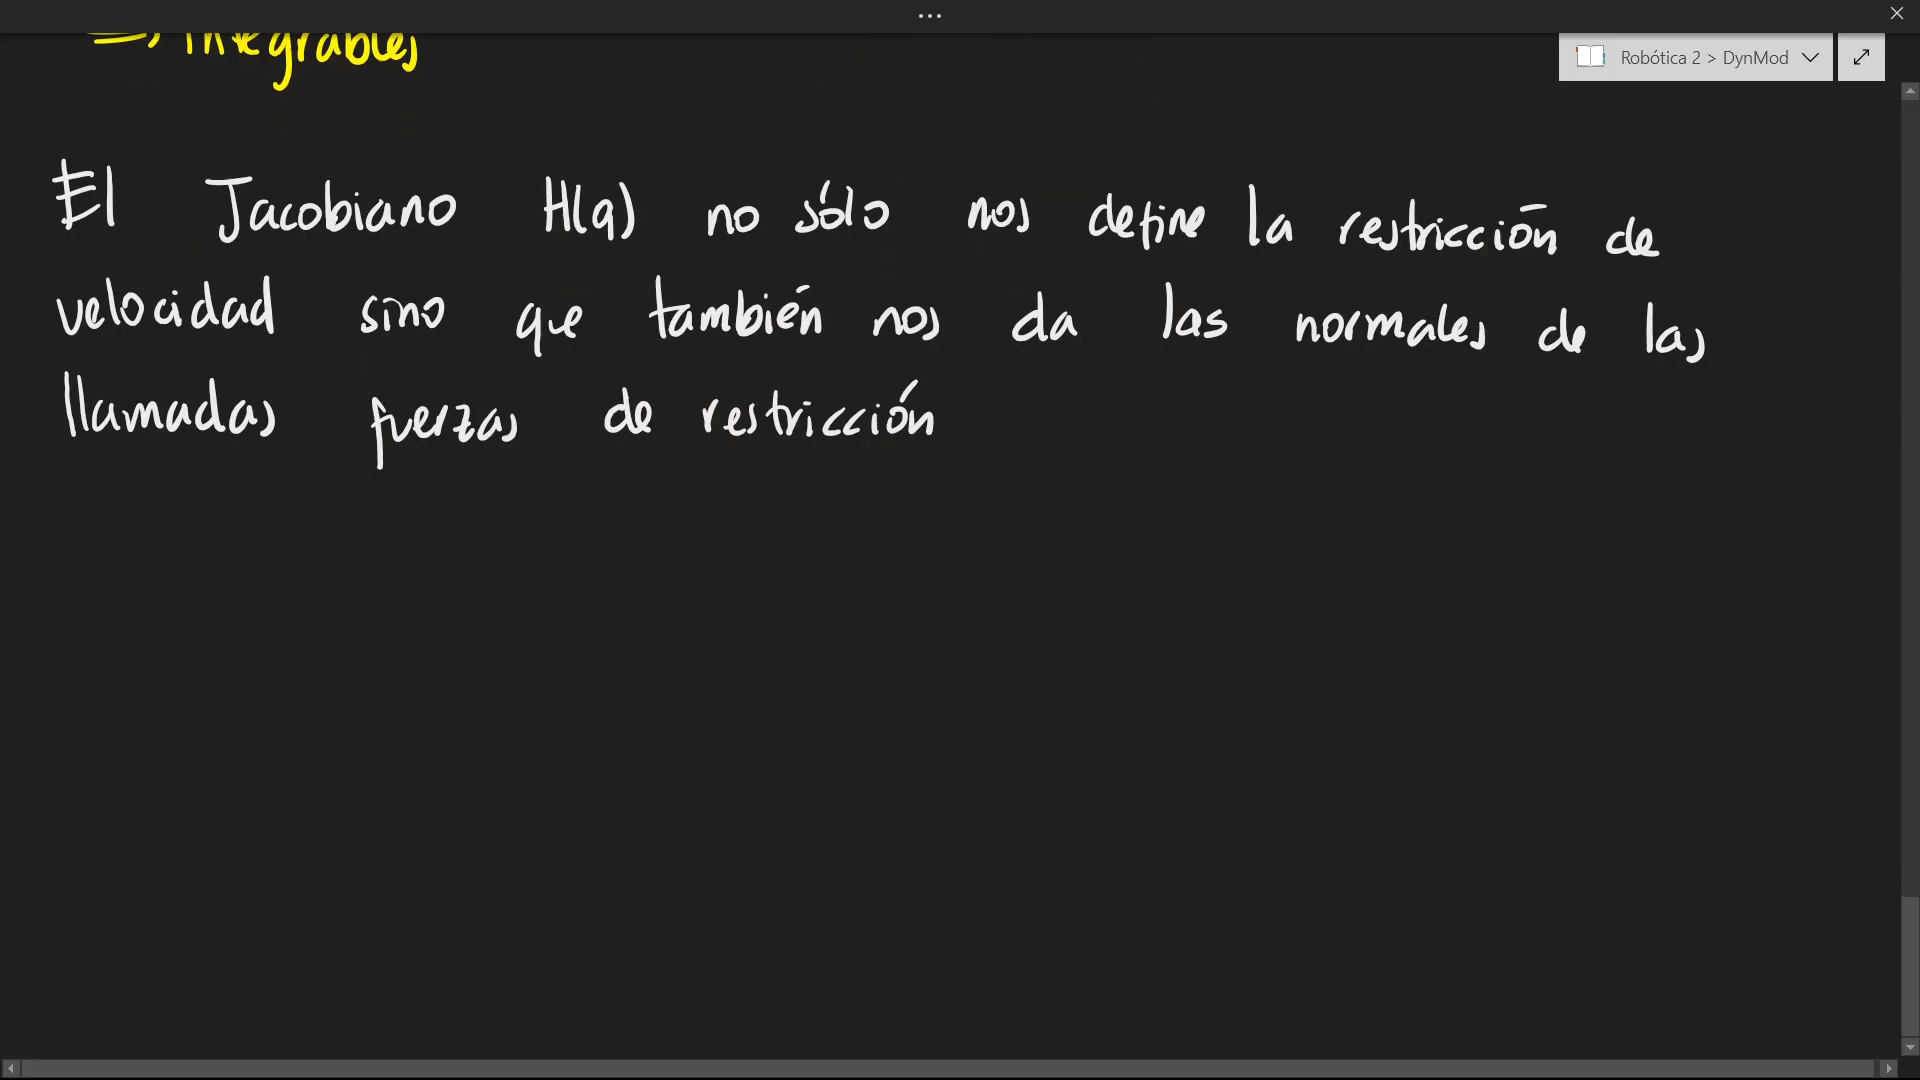 ...
Robótica 2 > DynMod
⇒ integrables
El Jacobiano H(q) no sólo nos define la restricción de
velocidad sino que también nos da las normales de las
llamadas fuerzas de restricción